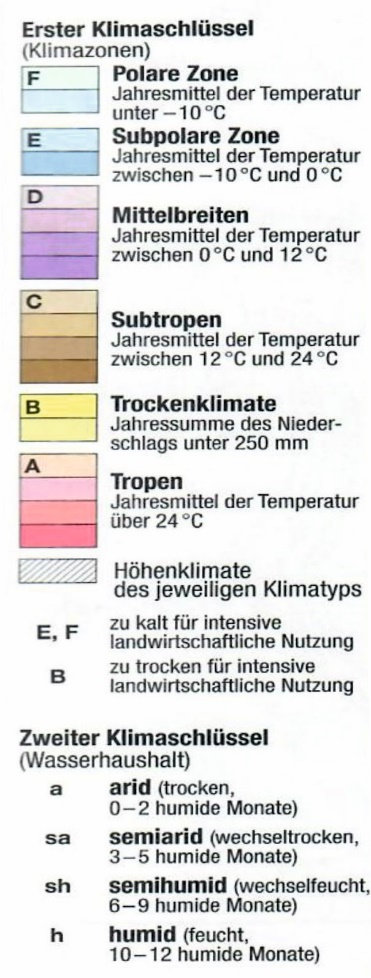 Erster Klimaschlüssel
(Klimazonen)
F Polare Zone
Jahresmittel der Temperatur
unter −10 °C
E Subpolare Zone
Jahresmittel der Temperatur
zwischen −10 °C und 0 °C
D
Mittelbreiten
Jahresmittel der Temperatur
zwischen 0 °C und 12 °C
C
Subtropen
Jahresmittel der Temperatur
zwischen 12 °C und 24 °C
B Trockenklimate
Jahressumme des Nieder-
schlags unter 250 mm
A
Tropen
Jahresmittel der Temperatur
über 24 °C
Höhenklimate
des jeweiligen Klimatyps
E, F zu kalt für intensive
landwirtschaftliche Nutzung
B zu trocken für intensive
landwirtschaftliche Nutzung
Zweiter Klimaschlüssel
(Wasserhaushalt)
a arid (trocken,
0–2 humide Monate)
sa semiarid (wechseltrocken,
3–5 humide Monate)
sh semihumid (wechselfeucht,
6–9 humide Monate)
h humid (feucht,
10–12 humide Monate)